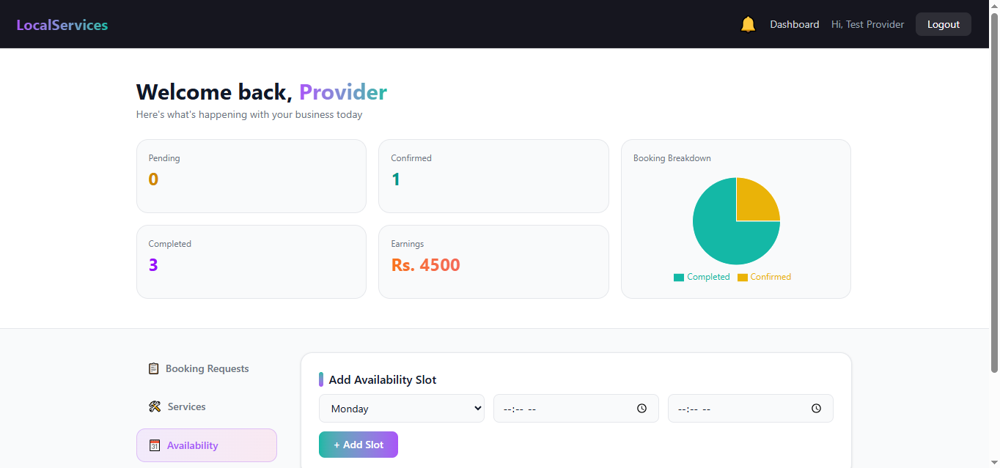 LocalServices
Dashboard
Hi, Test Provider
Logout
Welcome back, Provider
Here's what's happening with your business today
Pending
0
Confirmed
1
Booking Breakdown
Completed
3
Earnings
Rs. 4500
Completed
Confirmed
Booking Requests
Services
31
Availability
Add Availability Slot
Monday
--:-- --
--:-- --
+ Add Slot